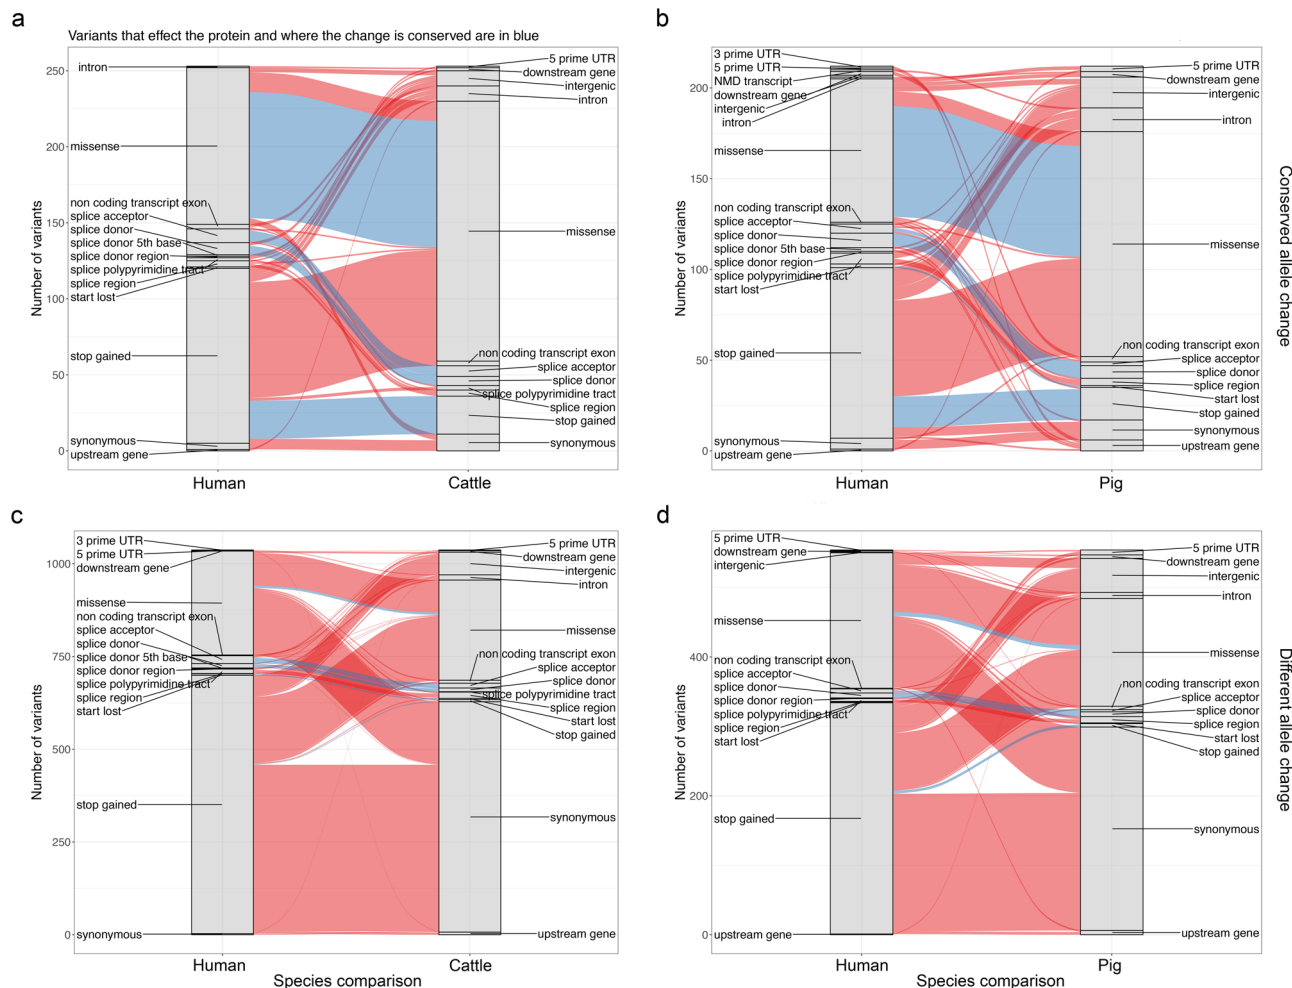 a
Variants that effect the protein and where the change is conserved are in blue
Number of variants
250
200
150
100
50
0
intron
missense
non coding transcript exon
splice acceptor
splice donor
splice donor 5th base
splice donor region
splice polypyrimidine tract
splice region
start lost
stop gained
synonymous
upstream gene
5 prime UTR
downstream gene
intergenic
intron
missense
non coding transcript exon
splice acceptor
splice donor
splice polypyrimidine tract
splice region
stop gained
synonymous
Human
Cattle
b
Number of variants
200
150
100
50
0
3 prime UTR
5 prime UTR
NMD transcript
downstream gene
intergenic
intron
missense
non coding transcript exon
splice acceptor
splice donor
splice donor 5th base
splice donor region
splice polypyrimidine tract
start lost
stop gained
synonymous
upstream gene
5 prime UTR
downstream gene
intergenic
intron
missense
non coding transcript exon
splice acceptor
splice donor
splice region
start lost
stop gained
synonymous
upstream gene
Human
Pig
Conserved allele change
c
Number of variants
1000
750
500
250
0
3 prime UTR
5 prime UTR
downstream gene
missense
non coding transcript exon
splice acceptor
splice donor
splice donor 5th base
splice donor region
splice polypyrimidine tract
splice region
start lost
stop gained
synonymous
5 prime UTR
downstream gene
intergenic
intron
missense
non coding transcript exon
splice acceptor
splice donor
splice polypyrimidine tract
splice region
start lost
stop gained
synonymous
upstream gene
Human
Cattle
Species comparison
d
Number of variants
400
200
0
5 prime UTR
downstream gene
intergenic
missense
non coding transcript exon
splice acceptor
splice donor
splice donor region
splice polypyrimidine tract
splice region
start lost
stop gained
upstream gene
5 prime UTR
downstream gene
intergenic
intron
missense
non coding transcript exon
splice acceptor
splice donor
splice region
start lost
stop gained
synonymous
upstream gene
Human
Pig
Species comparison
Different allele change